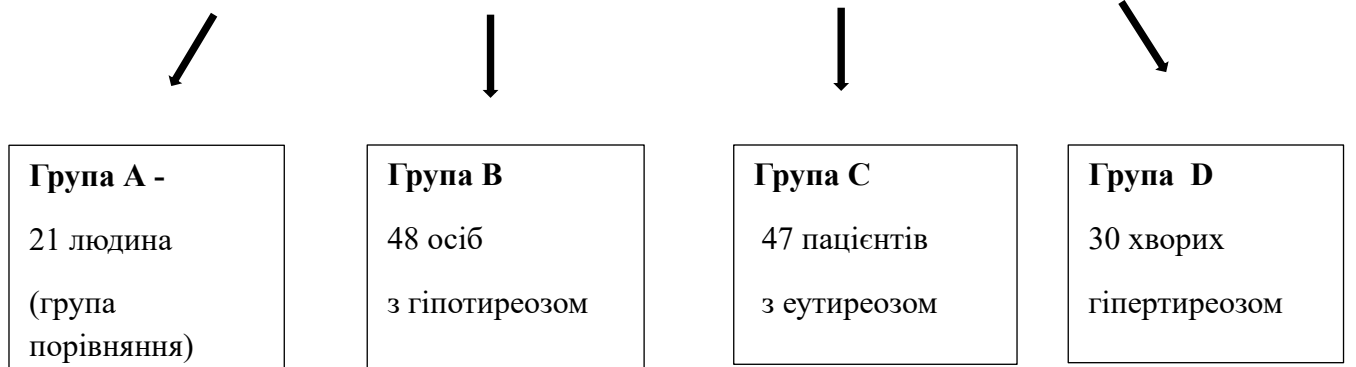 Група А -
21 людина
(група
порівняння)
Група В
48 осіб
з гіпотиреозом
Група С
47 пацієнтів
з еутиреозом
Група D
30 хворих
гіпертиреозом